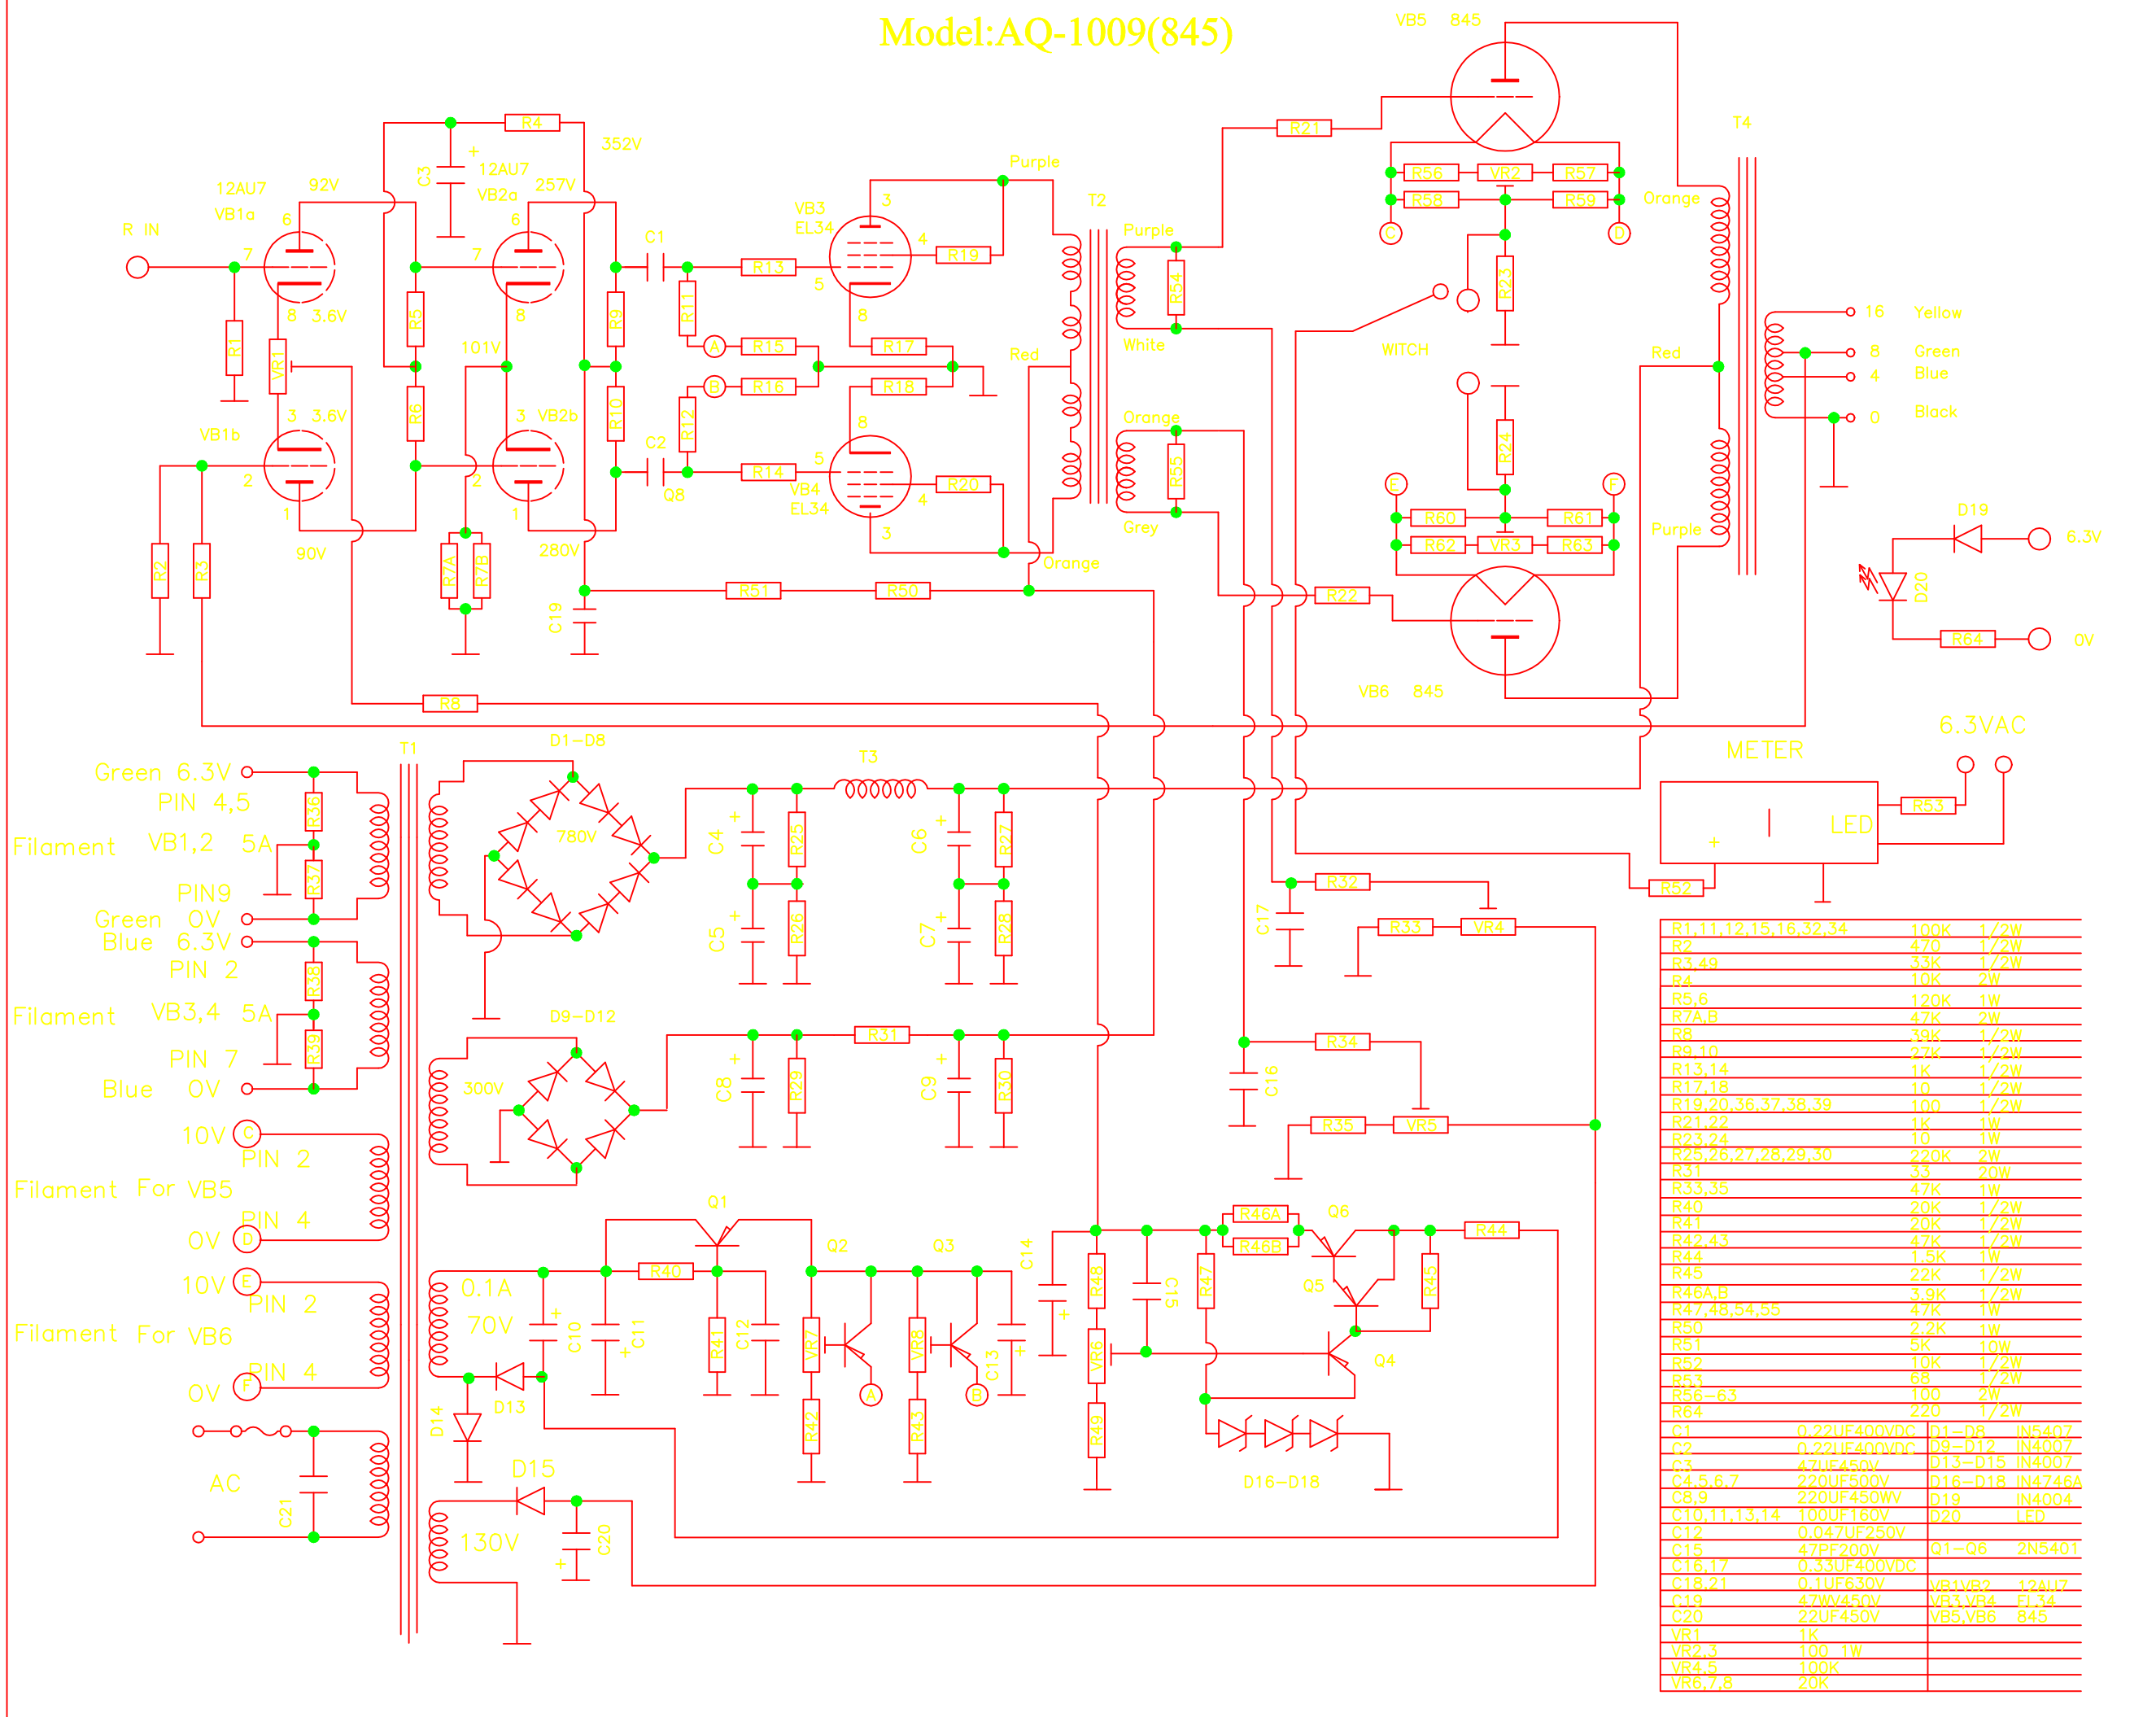 Model:AQ-1009(845)
VB5 845
R4
352V
R21
T4
Purple
C3
12AU7
VB2a
257V
12AU7
92V
VB1a
6
6
VB3
EL34
3
T2
R56
VR2
R57
R58
R59
Orange
R IN
7
7
C1
4
Purple
C
D
R13
R19
R54
R23
5
8
3.6V
R5
8
R9
R11
R1
VR1
101V
A
R15
8
R17
Red
White
WITCH
Red
16 Yellow
8 Green
4 Blue
0 Black
B
R16
R18
3
3.6V
R6
3
VB2b
R10
R12
8
Orange
VB1b
C2
5
R14
R55
R24
2
2
Q8
VB4
EL34
4
R20
E
F
1
1
3
Grey
R60
R61
Purple
D19
6.3V
90V
280V
Orange
R62
VR3
R63
R2
R3
R7A
R7B
C19
R51
R50
R22
D20
R64
0V
VB6 845
R8
6.3VAC
T1
D1-D8
T3
METER
Green 6.3V
PIN 4,5
R36
780V
C4
R25
C6
R27
LED
+
R53
Filament VB1,2 5A
R37
PIN9
Green 0V
R32
R52
C5
R26
C7
R28
C17
R33
VR4
Blue 6.3V
PIN 2
R38
Filament VB3,4 5A
R39
PIN 7
Blue 0V
D9-D12
300V
R31
C8
R29
C9
R30
R34
C16
R35
VR5
10V
C
PIN 2
Filament For VB5
PIN 4
0V
D
10V
E
PIN 2
Filament For VB6
PIN 4
0V
F
AC
C21
Q1
0.1A
70V
R40
Q2
Q3
C14
R46A
R46B
Q6
R44
C10
C11
R41
C12
VR7
VR8
C13
R48
C15
R47
Q5
R45
VR6
Q4
D13
D14
A
B
R42
R43
R49
D15
130V
C20
D16-D18
R1,11,12,15,16,32,34 100K 1/2W
R2 470 1/2W
R3,49 33K 1/2W
R4 10K 2W
R5,6 120K 1W
R7A,B 47K 2W
R8 39K 1/2W
R9,10 27K 1/2W
R13,14 1K 1/2W
R17,18 10 1/2W
R19,20,36,37,38,39 100 1/2W
R21,22 1K 1W
R23,24 10 1W
R25,26,27,28,29,30 220K 2W
R31 33 20W
R33,35 47K 1W
R40 20K 1/2W
R41 20K 1/2W
R42,43 47K 1/2W
R44 1.5K 1W
R45 22K 1/2W
R46A,B 3.9K 1/2W
R47,48,54,55 47K 1W
R50 2.2K 1W
R51 5K 10W
R52 10K 1/2W
R53 68 1/2W
R56-63 100 2W
R64 220 1/2W
C1 0.22UF400VDC D1-D8 IN5407
C2 0.22UF400VDC D9-D12 IN4007
C3 47UF450V D13-D15 IN4007
C4,5,6,7 220UF500V D16-D18 IN4746A
C8,9 220UF450WV D19 IN4004
C10,11,13,14 100UF160V D20 LED
C12 0.047UF250V
C15 47PF200V Q1-Q6 2N5401
C16,17 0.33UF400VDC
C18,21 0.1UF630V VB1VB2 12AU7
C19 47WV450V VB3,VB4 EL34
C20 22UF450V VB5,VB6 845
VR1 1K
VR2,3 100 1W
VR4,5 100K
VR6,7,8 20K